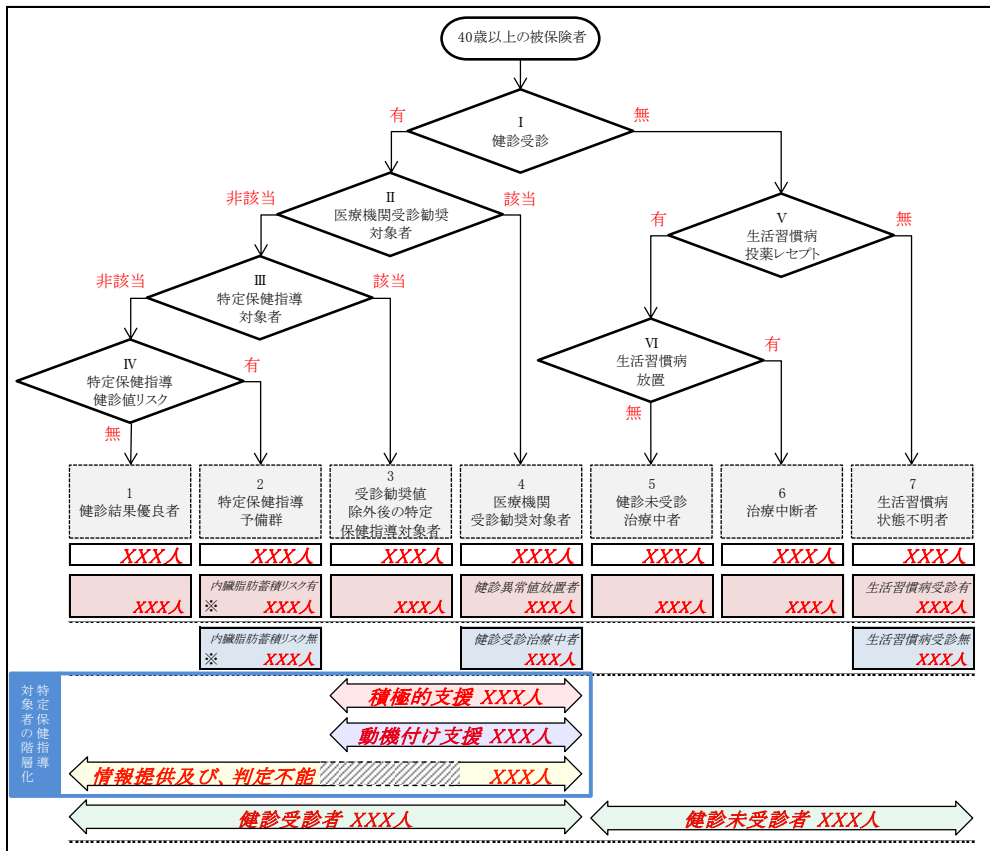 40歳以上の被保険者
Ⅰ
健診受診
有
無
Ⅱ
医療機関受診勧奨
対象者
非該当
該当
Ⅴ
生活習慣病
投薬レセプト
有
無
Ⅲ
特定保健指導
対象者
非該当
該当
Ⅵ
生活習慣病
放置
有
無
Ⅳ
特定保健指導
健診値リスク
有
無
1
健診結果優良者
2
特定保健指導
予備群
3
受診勧奨値
除外後の特定
保健指導対象者
4
医療機関
受診勧奨対象者
5
健診未受診
治療中者
6
治療中断者
7
生活習慣病
状態不明者
XXX人
XXX人
XXX人
XXX人
XXX人
XXX人
XXX人
XXX人
内臓脂肪蓄積リスク有
※ XXX人
XXX人
健診異常値放置者
XXX人
XXX人
XXX人
生活習慣病受診有
XXX人
内臓脂肪蓄積リスク無
※ XXX人
健診受診治療中者
XXX人
生活習慣病受診無
XXX人
特定保健指導
対象者の階層化
積極的支援 XXX人
動機付け支援 XXX人
情報提供及び、判定不能 XXX人
健診受診者 XXX人
健診未受診者 XXX人